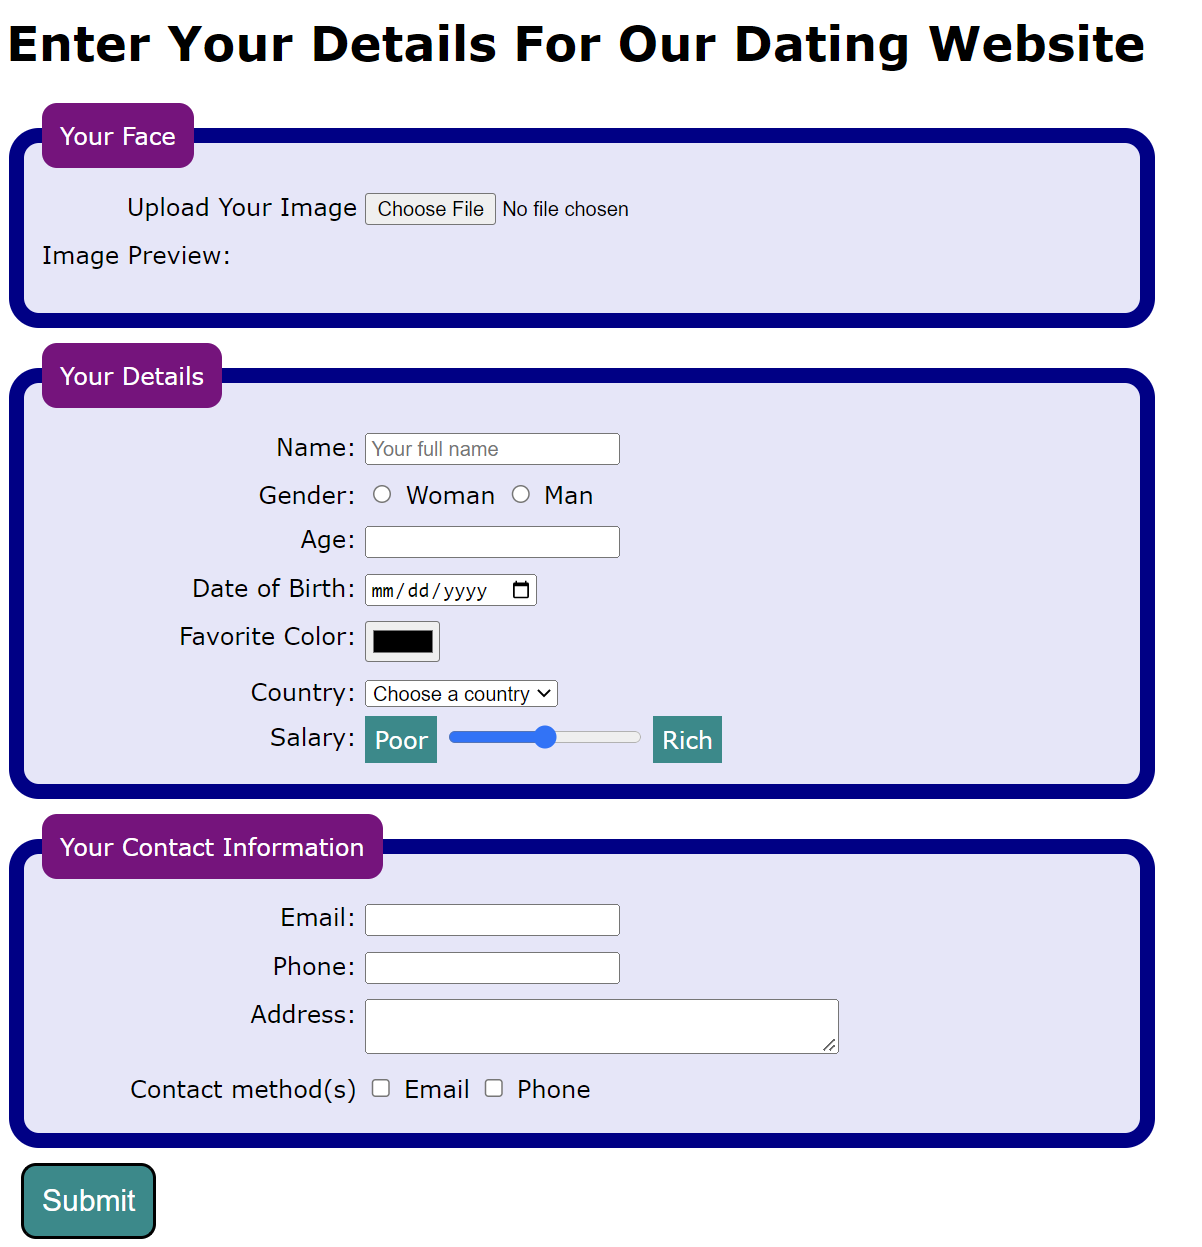 Enter Your Details For Our Dating Website
Your Face
Upload Your Image Choose File No file chosen
Image Preview:
Your Details
Name: Your full name
Gender: Woman Man
Age:
Date of Birth: mm/dd/yyyy
Favorite Color:
Country: Choose a country
Salary: Poor Rich
Your Contact Information
Email:
Phone:
Address:
Contact method(s) Email Phone
Submit